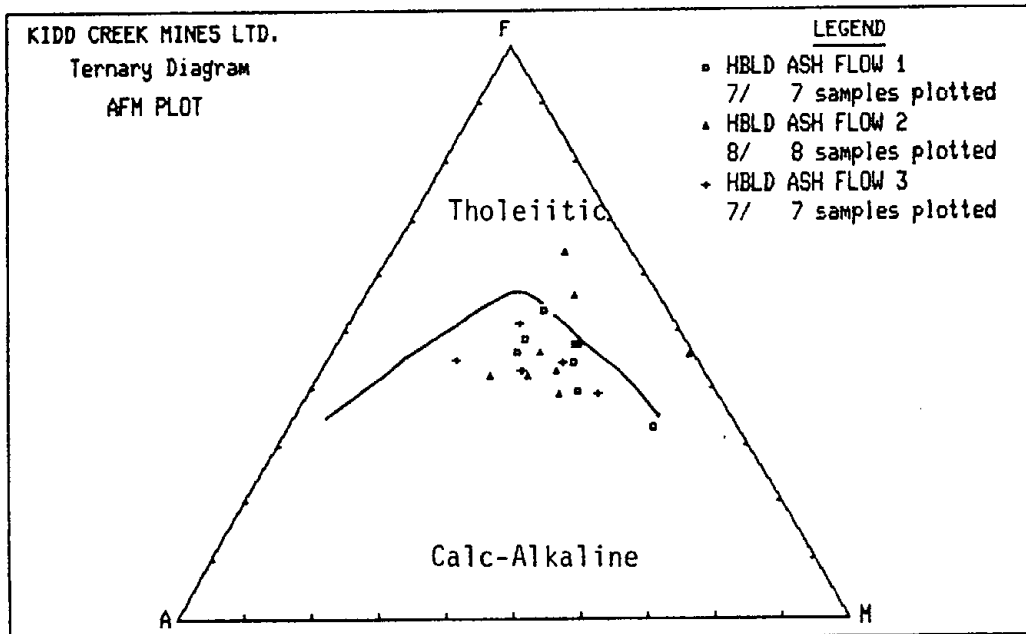 KIDD CREEK MINES LTD.
Ternary Diagram
AFM PLOT
F
LEGEND
HBLD ASH FLOW 1
7/ 7 samples plotted
HBLD ASH FLOW 2
8/ 8 samples plotted
HBLD ASH FLOW 3
7/ 7 samples plotted
Tholeiitic
Calc-Alkaline
A
M